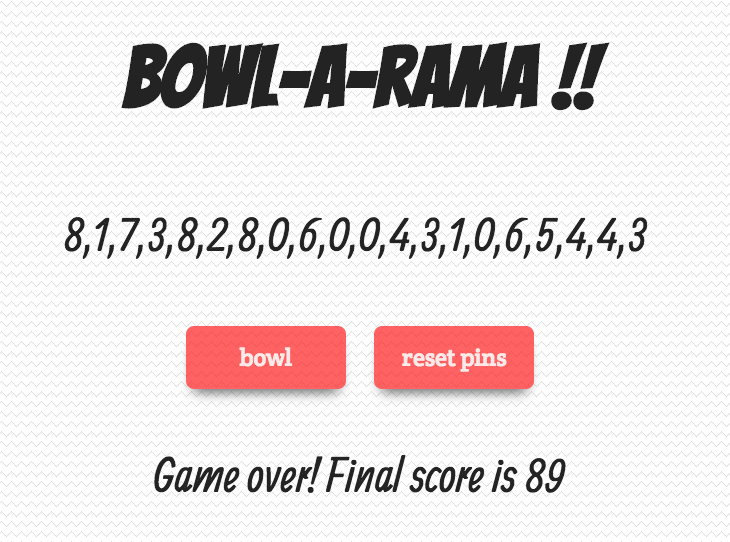 BOWL-A-RAMA !!
8,1,7,3,8,2,8,0,6,0,0,4,3,1,0,6,5,4,4,3
bowl
reset pins
Game over! Final score is 89